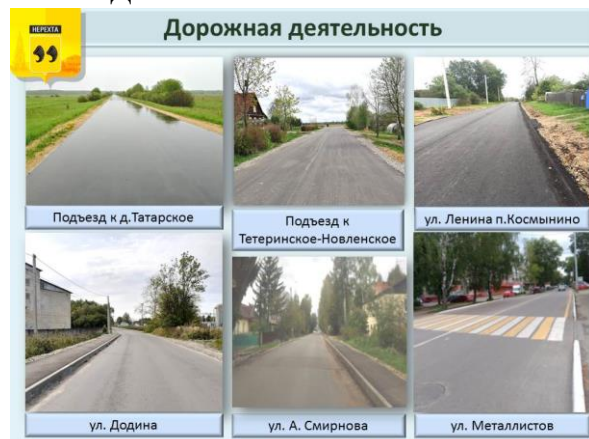 НЕРЕХТА
Дорожная деятельность
Подъезд к д.Татарское
Подъезд к
Тетеринское-Новленское
ул. Ленина п.Космынино
ул. Додина
ул. А. Смирнова
ул. Металлистов